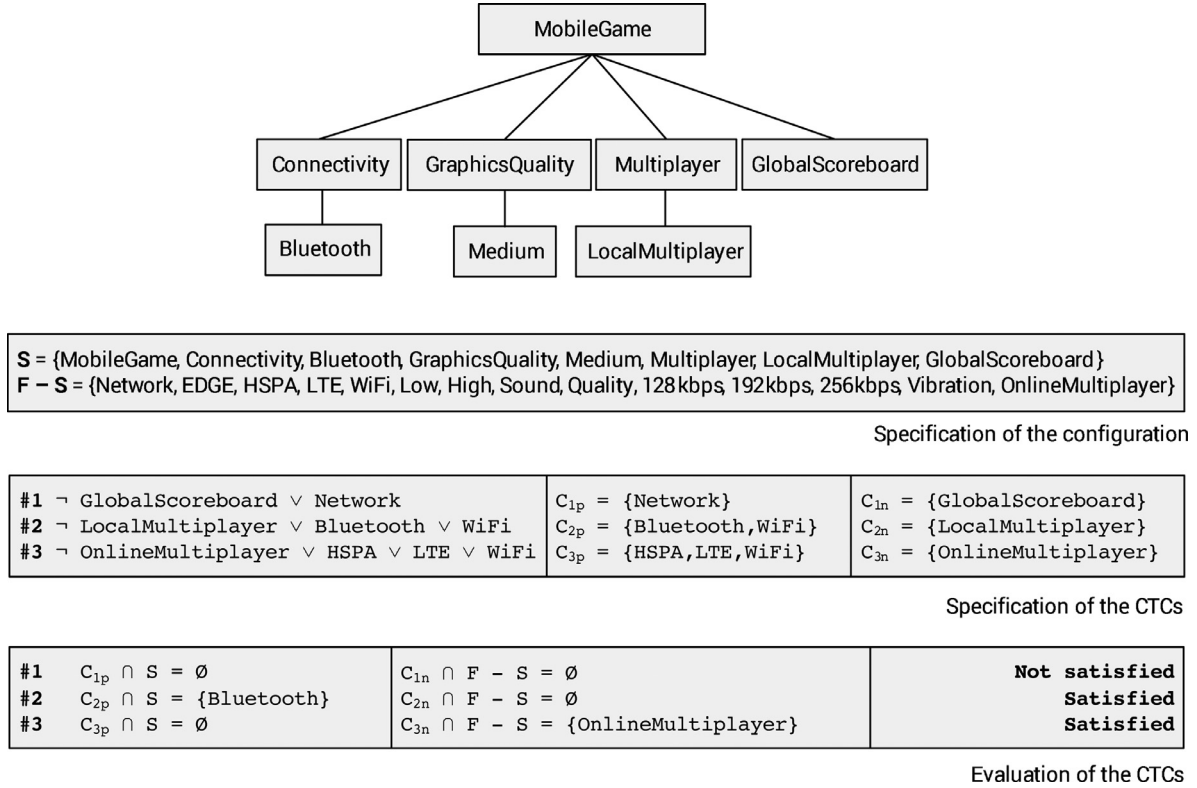 MobileGame
Connectivity GraphicsQuality Multiplayer GlobalScoreboard
Bluetooth Medium LocalMultiplayer
S = {MobileGame, Connectivity, Bluetooth, GraphicsQuality, Medium, Multiplayer, LocalMultiplayer, GlobalScoreboard}
F – S = {Network, EDGE, HSPA, LTE, WiFi, Low, High, Sound, Quality, 128kbps, 192kbps, 256kbps, Vibration, OnlineMultiplayer}
Specification of the configuration
#1 ¬ GlobalScoreboard ∨ Network C1p = {Network} C1n = {GlobalScoreboard}
#2 ¬ LocalMultiplayer ∨ Bluetooth ∨ WiFi C2p = {Bluetooth,WiFi} C2n = {LocalMultiplayer}
#3 ¬ OnlineMultiplayer ∨ HSPA ∨ LTE ∨ WiFi C3p = {HSPA,LTE,WiFi} C3n = {OnlineMultiplayer}
Specification of the CTCs
#1 C1p ∩ S = Ø C1n ∩ F – S = Ø Not satisfied
#2 C2p ∩ S = {Bluetooth} C2n ∩ F – S = Ø Satisfied
#3 C3p ∩ S = Ø C3n ∩ F – S = {OnlineMultiplayer} Satisfied
Evaluation of the CTCs